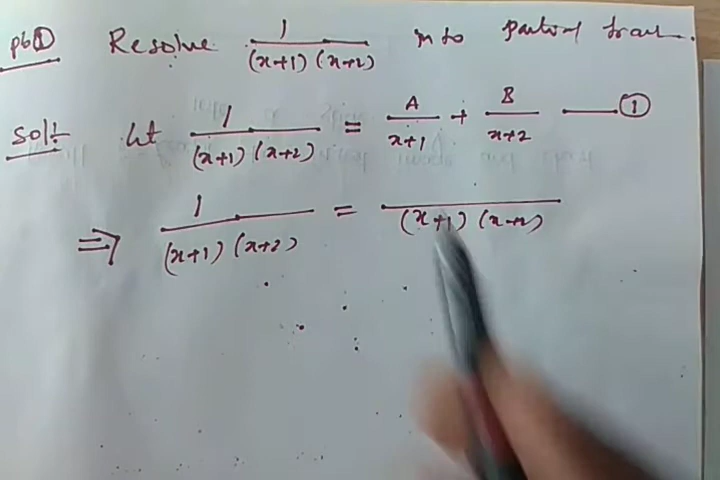 pb① Resolve 1/((x+1)(x+2)) into partial frac.
Sol: Let 1/((x+1)(x+2)) = A/(x+1) + B/(x+2) —— ①
⇒ 1/((x+1)(x+2)) = /((x+1)(x+2))